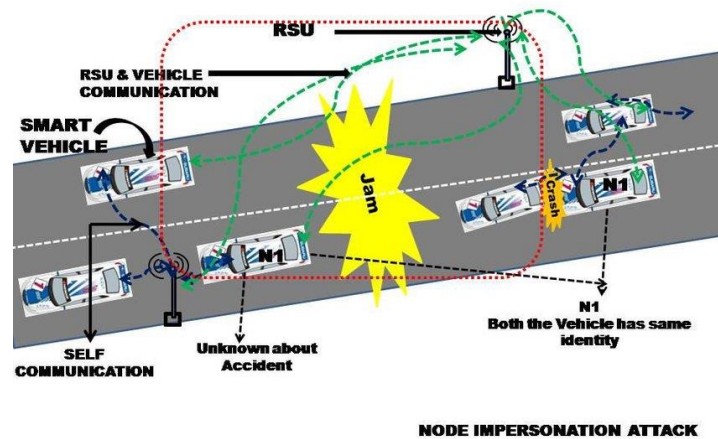 RSU
RSU & VEHICLE
COMMUNICATION
SMART
VEHICLE
Jam
Crash
N1
N1
N1
Both the Vehicle has same
identity
Unknown about
Accident
SELF
COMMUNICATION
NODE IMPERSONATION ATTACK